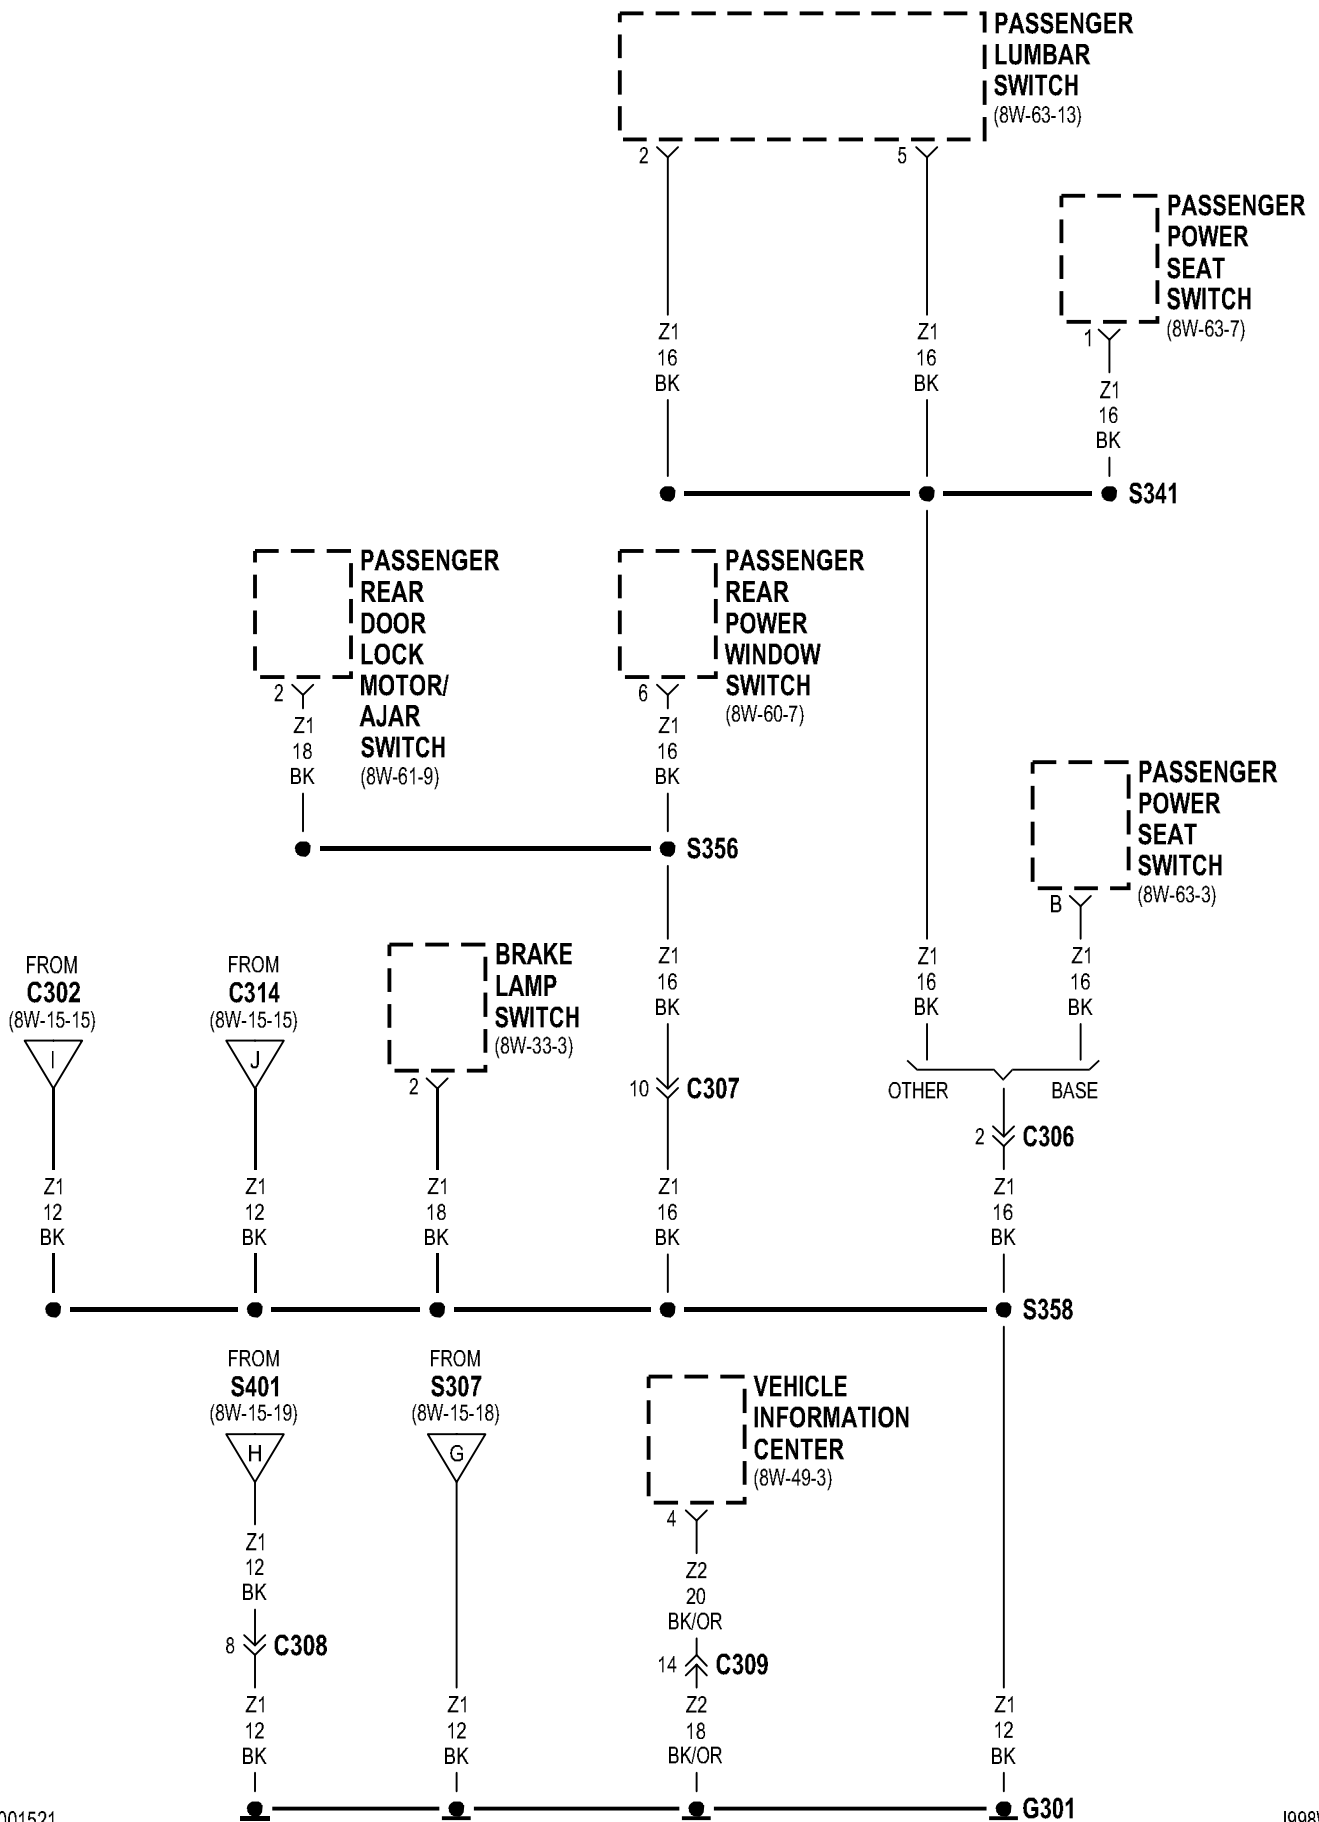 PASSENGER
LUMBAR
SWITCH
(8W-63-13)
2
5
PASSENGER
POWER
SEAT
SWITCH
(8W-63-7)
1
Z1
16
BK
Z1
16
BK
Z1
16
BK
S341
PASSENGER
REAR
DOOR
LOCK
MOTOR/
AJAR
SWITCH
(8W-61-9)
2
Z1
18
BK
PASSENGER
REAR
POWER
WINDOW
SWITCH
(8W-60-7)
6
Z1
16
BK
S356
PASSENGER
POWER
SEAT
SWITCH
(8W-63-3)
B
FROM
C302
(8W-15-15)
I
FROM
C314
(8W-15-15)
J
BRAKE
LAMP
SWITCH
(8W-33-3)
2
Z1
16
BK
Z1
16
BK
Z1
16
BK
10
C307
OTHER
BASE
2
C306
Z1
12
BK
Z1
12
BK
Z1
18
BK
Z1
16
BK
Z1
16
BK
S358
FROM
S401
(8W-15-19)
H
FROM
S307
(8W-15-18)
G
VEHICLE
INFORMATION
CENTER
(8W-49-3)
4
Z1
12
BK
Z2
20
BK/OR
8
C308
14
C309
Z1
12
BK
Z1
12
BK
Z2
18
BK/OR
Z1
12
BK
G301